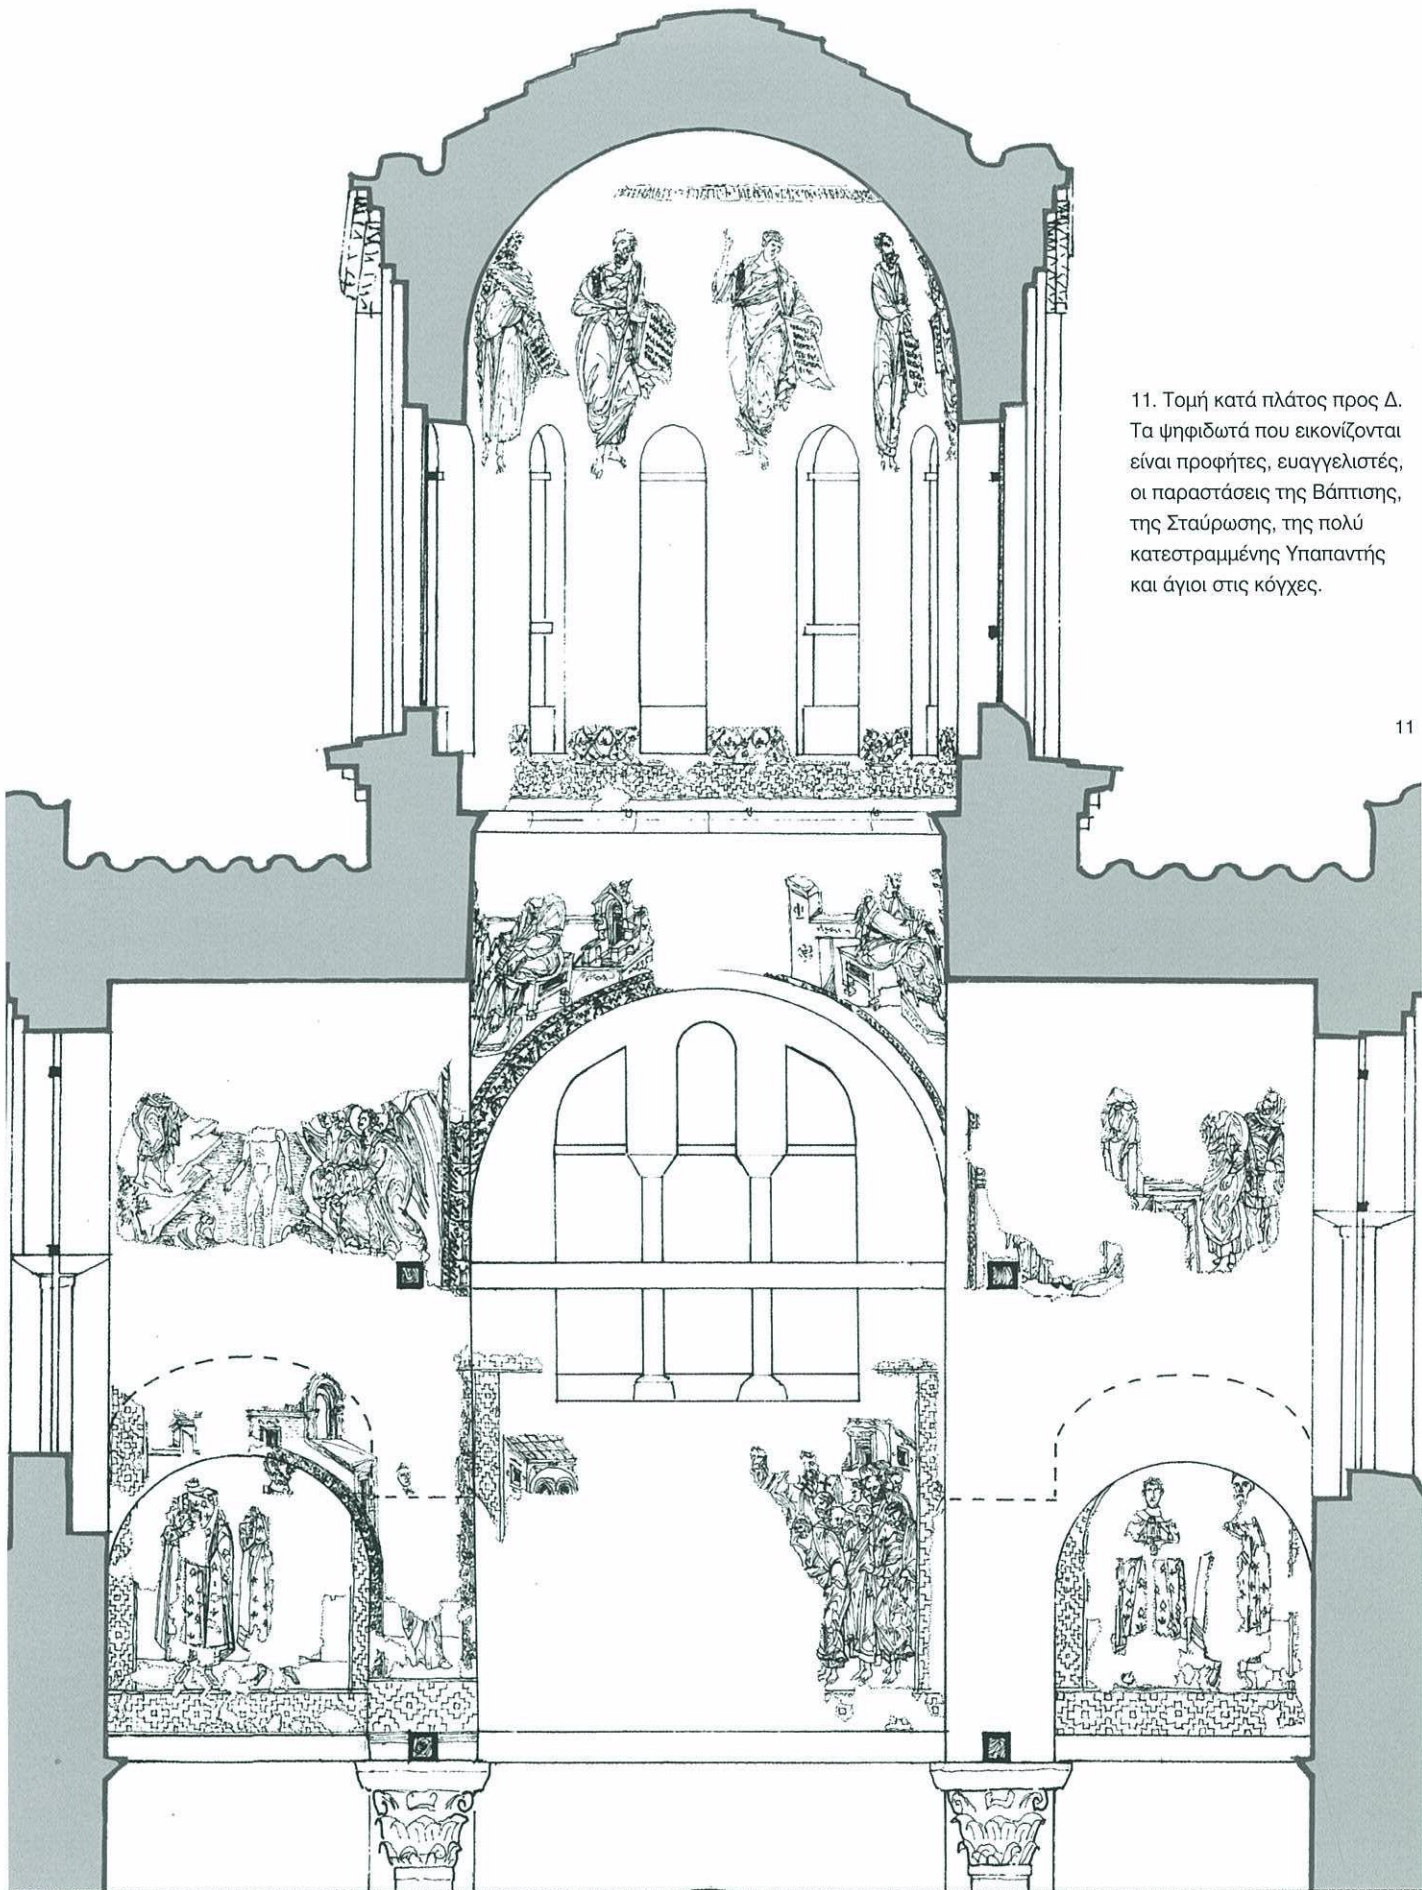 11. Τομή κατά πλάτος προς Δ.
Τα ψηφιδωτά που εικονίζονται
είναι προφήτες, ευαγγελιστές,
οι παραστάσεις της Βάπτισης,
της Σταύρωσης, της πολύ
κατεστραμμένης Υπαπαντής
και άγιοι στις κόγχες.
11